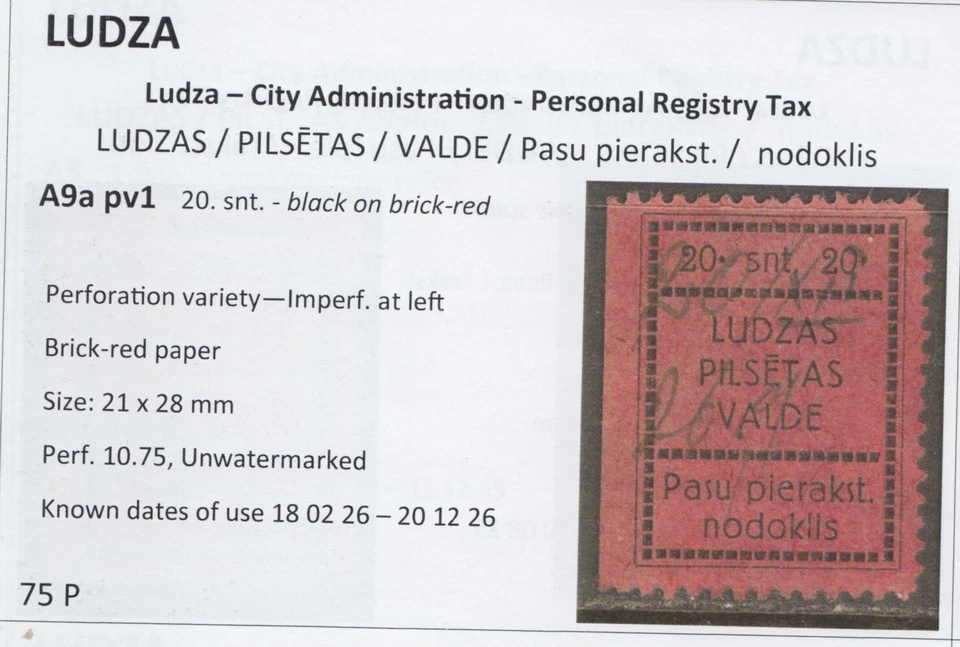 LUDZA
Ludza – City Administration - Personal Registry Tax
LUDZAS / PILSĒTAS / VALDE / Pasu pierakst. / nodoklis
A9a pv1 20. snt. - black on brick-red
Perforation variety—Imperf. at left
Brick-red paper
Size: 21 x 28 mm
Perf. 10.75, Unwatermarked
Known dates of use 18 02 26 – 20 12 26
75 P
20. snt. 20.
LUDZAS
PILSĒTAS
VALDE
Pasu pierakst.
nodoklis